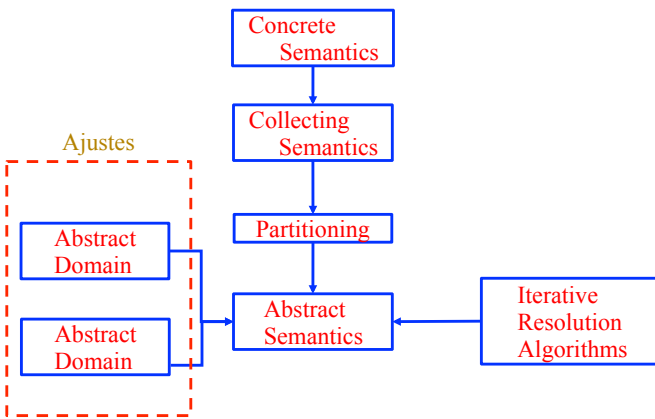 Concrete
Semantics
Collecting
Semantics
Ajustes
Partitioning
Abstract
Domain
Abstract
Domain
Abstract
Semantics
Iterative
Resolution
Algorithms